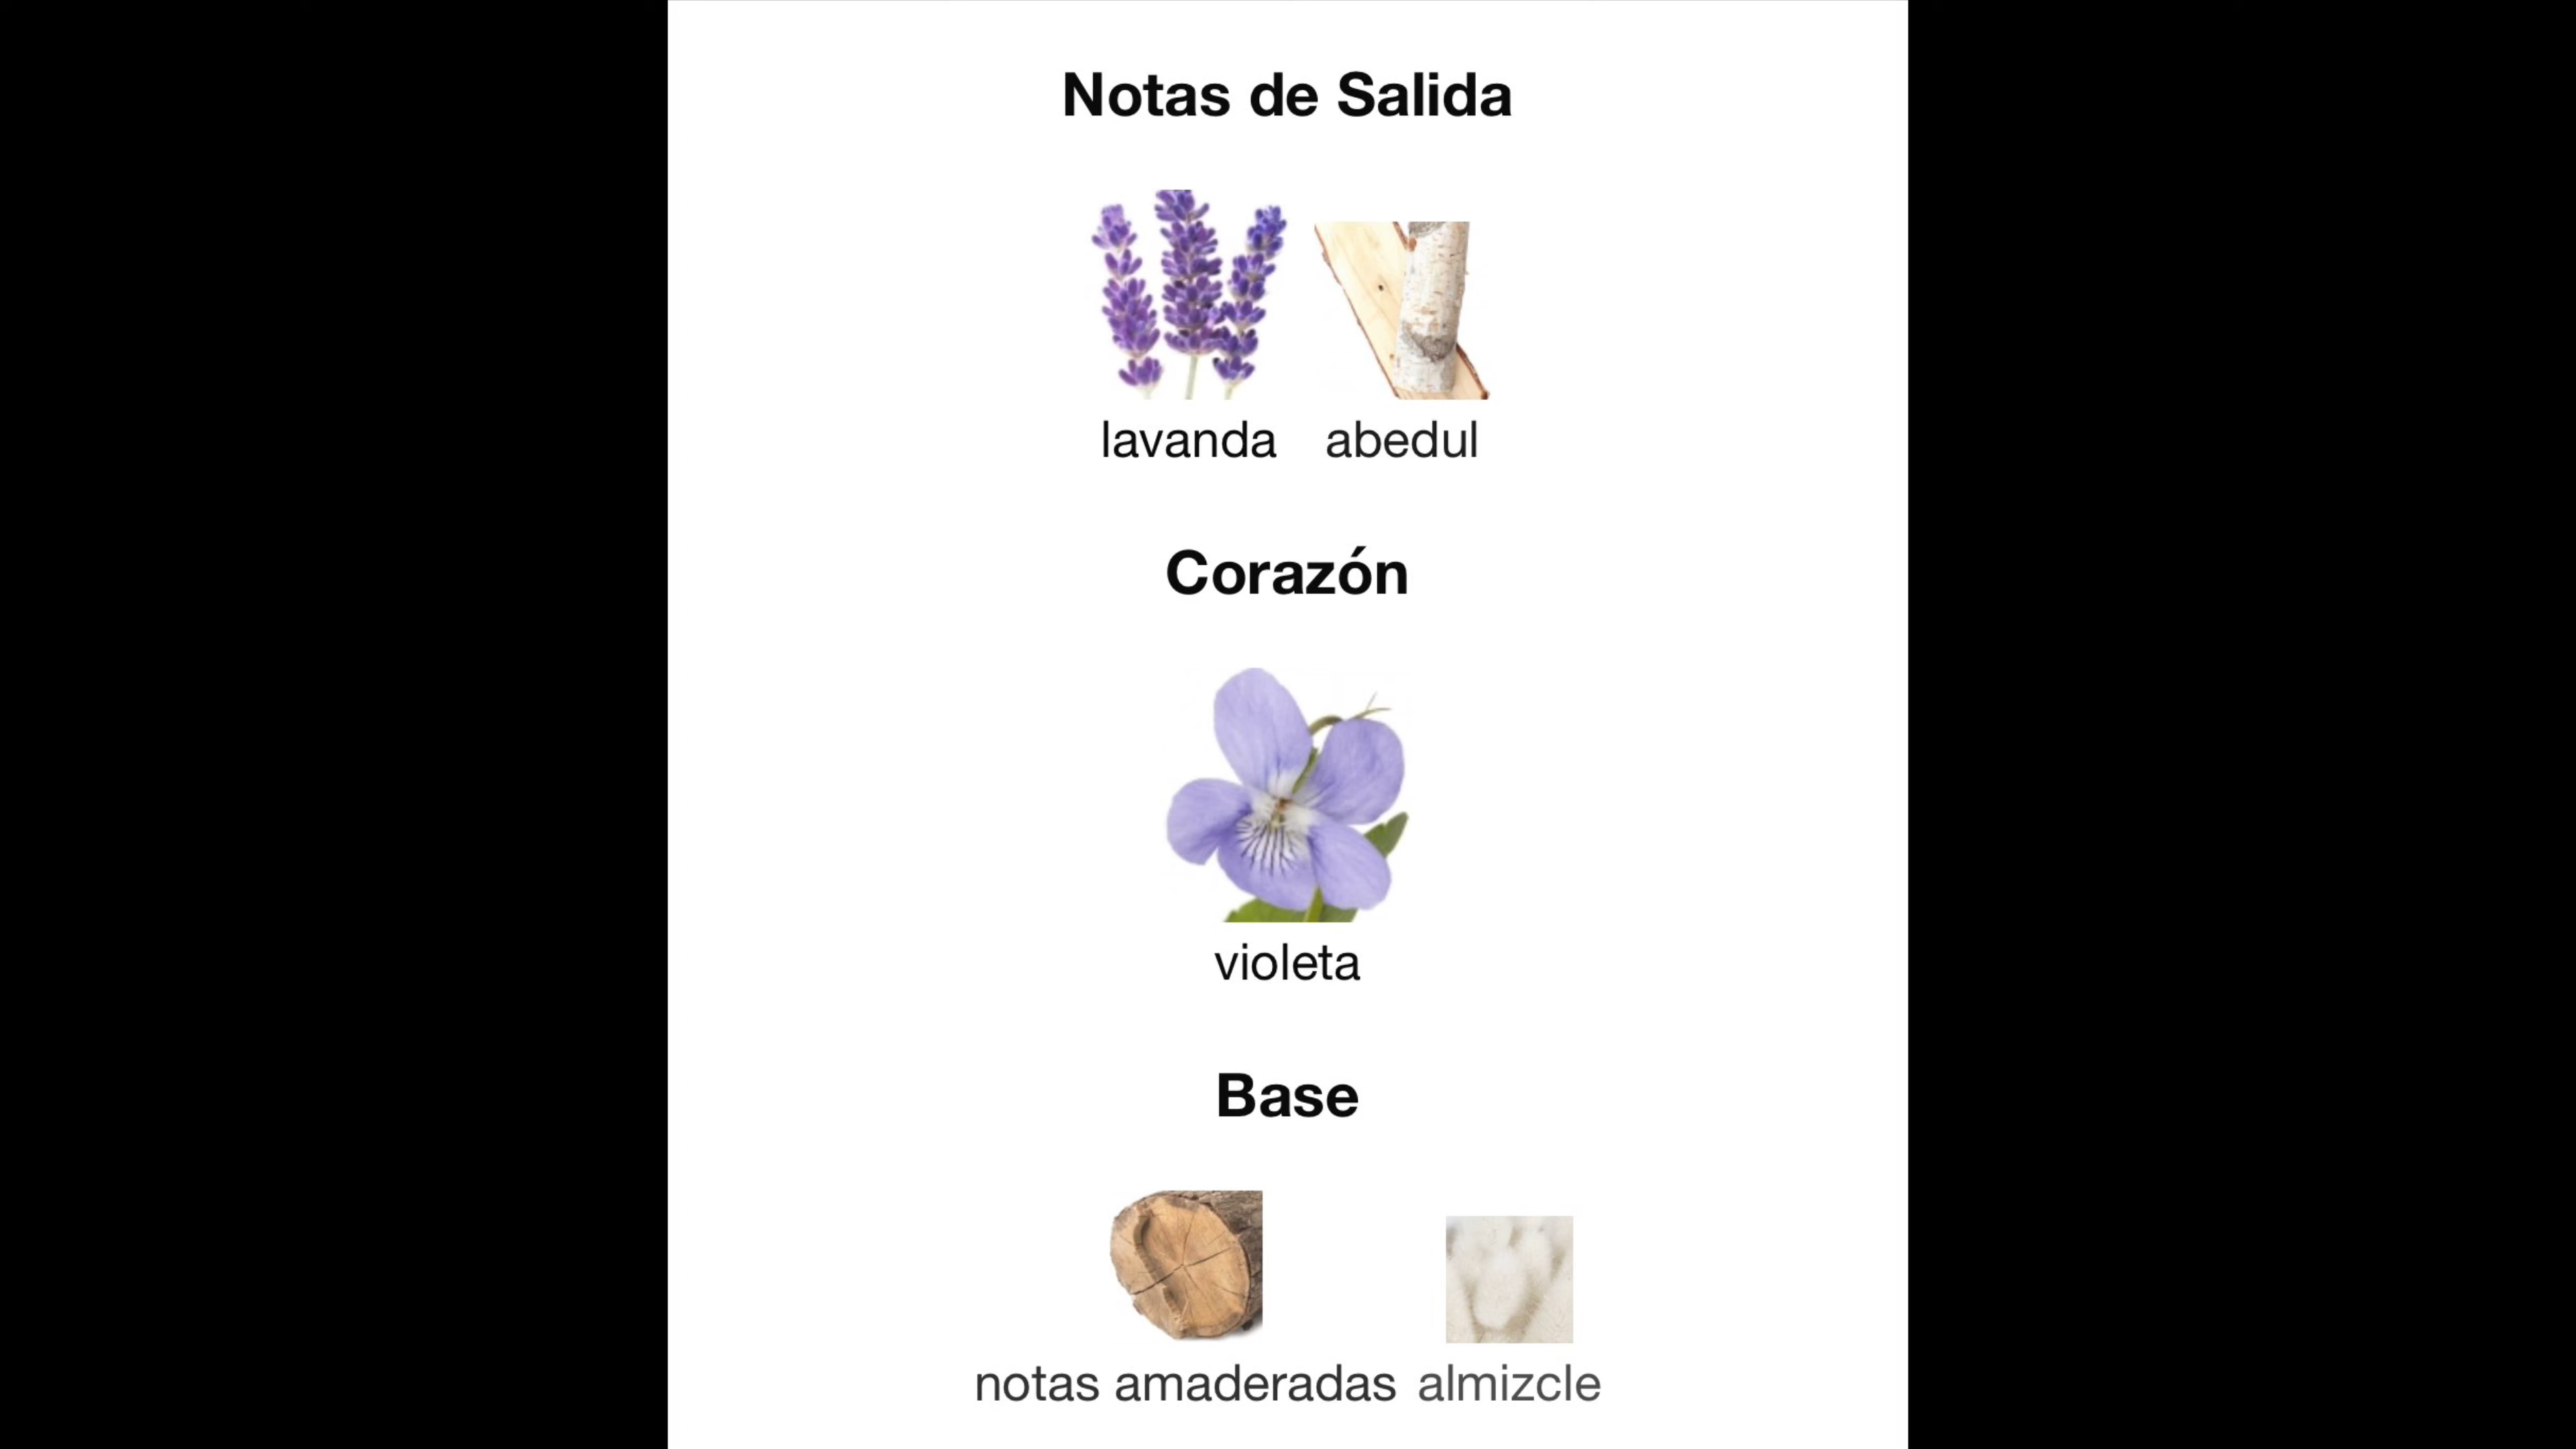 Notas de Salida
lavanda abedul
Corazón
violeta
Base
notas amaderadas almizcle